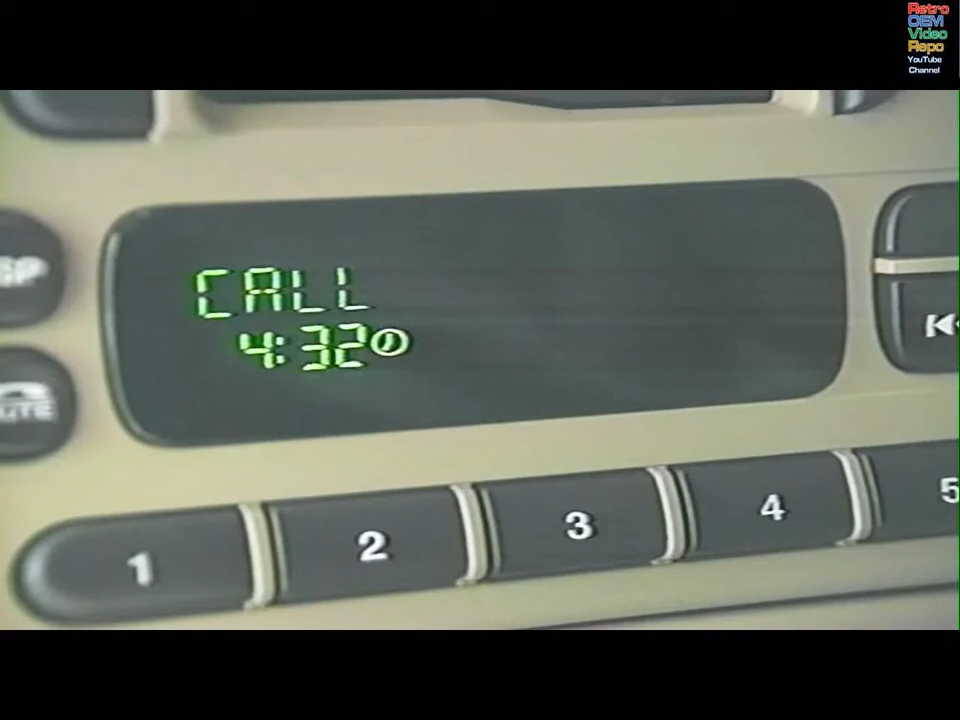 Retro
OEM
Video
Repo
YouTube
Channel
CALL
4:32
1
2
3
4
5